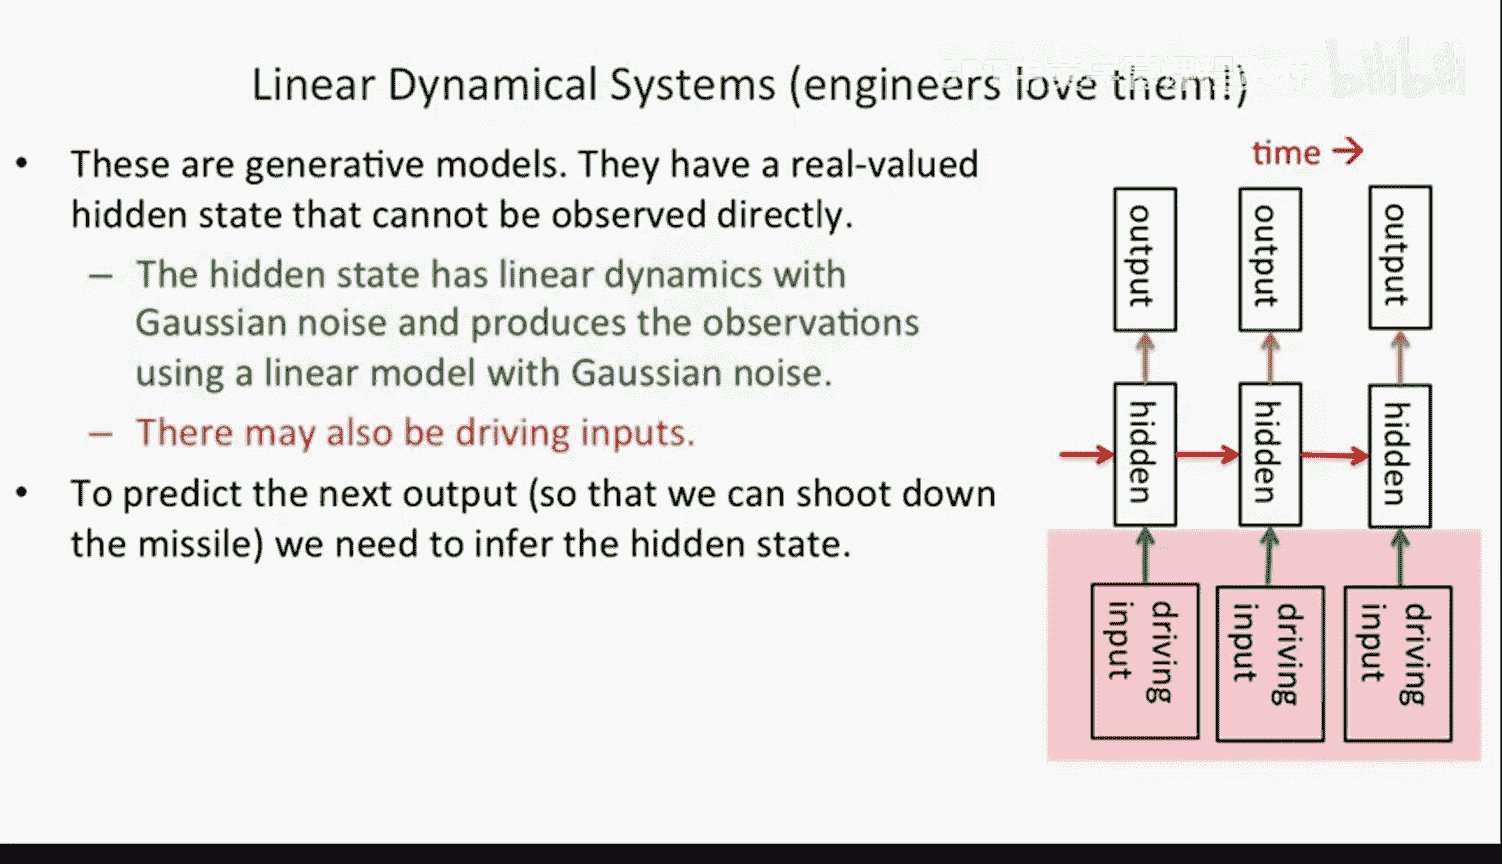 Linear Dynamical Systems (engineers love them!)
• These are generative models. They have a real-valued
hidden state that cannot be observed directly.
– The hidden state has linear dynamics with
Gaussian noise and produces the observations
using a linear model with Gaussian noise.
– There may also be driving inputs.
• To predict the next output (so that we can shoot down
the missile) we need to infer the hidden state.
time →
output
output
output
hidden
hidden
hidden
driving
input
driving
input
driving
input
bilibili